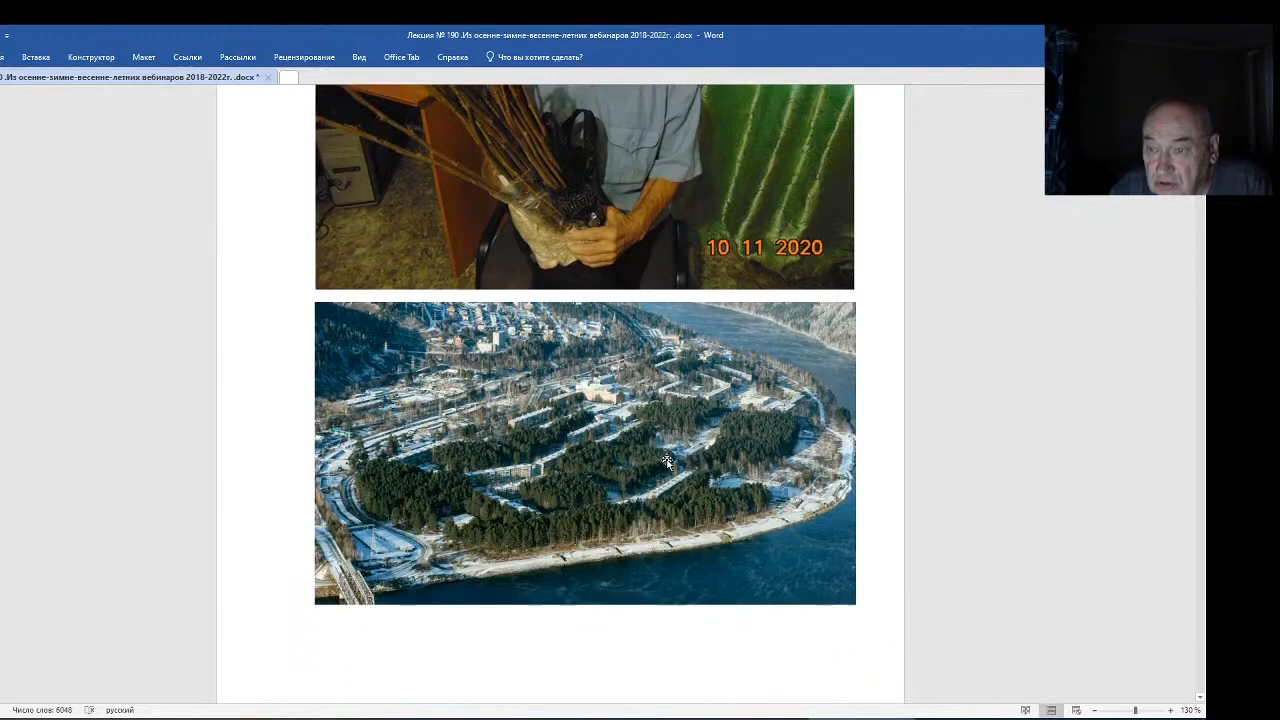 Лекция № 190 .Из осенне-зимне-весенне-летних вебинаров 2018-2022г. .docx - Word
Вставка Конструктор Макет Ссылки Рассылки Рецензирование Вид Office Tab Справка Что вы хотите сделать?
0 .Из осенне-зимне-весенне-летних вебинаров 2018-2022г. .docx *
10 11 2020
Число слов: 6048 русский 130 %